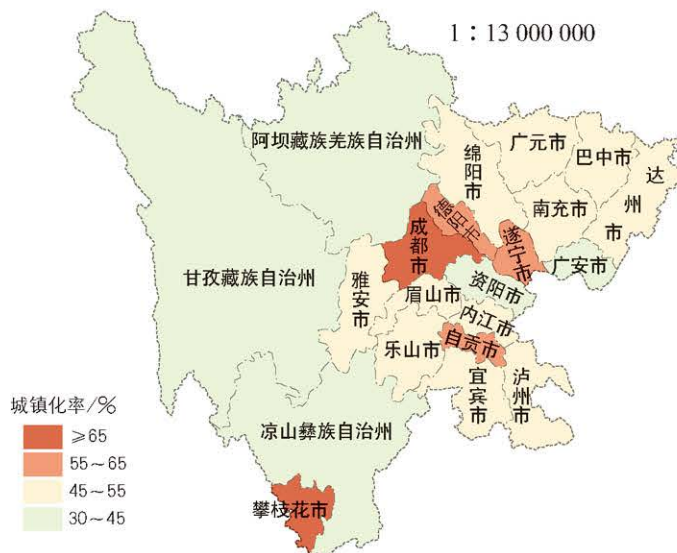 1：13 000 000
阿坝藏族羌族自治州
绵阳市
广元市
巴中市
达州市
南充市
德阳市
成都市
遂宁市
广安市
甘孜藏族自治州
雅安市
资阳市
眉山市
内江市
乐山市
自贡市
宜宾市
泸州市
凉山彝族自治州
攀枝花市
城镇化率/%
≥65
55～65
45～55
30～45